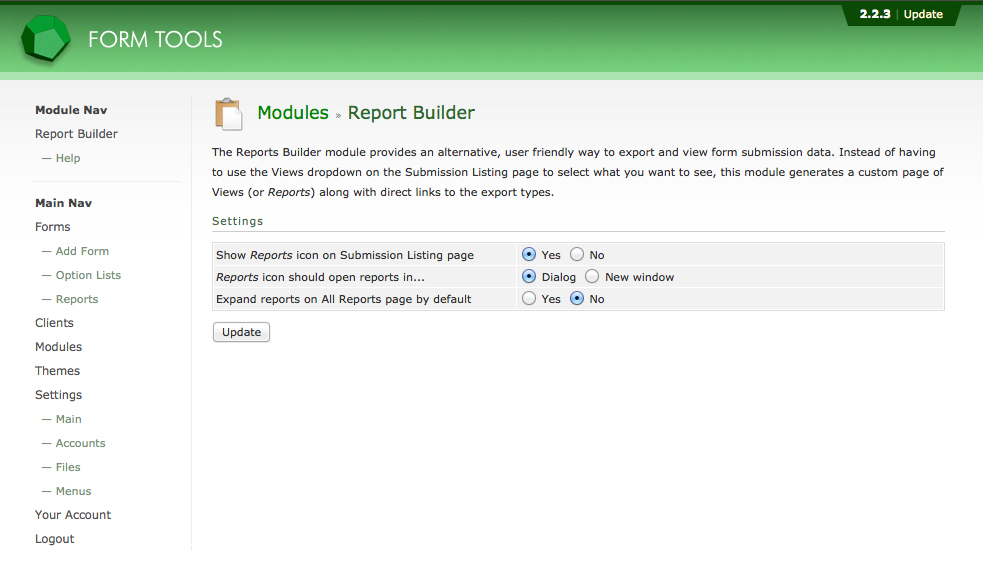 2.2.3 | Update
FORM TOOLS
Module Nav
Report Builder
— Help
Main Nav
Forms
— Add Form
— Option Lists
— Reports
Clients
Modules
Themes
Settings
— Main
— Accounts
— Files
— Menus
Your Account
Logout
Modules » Report Builder
The Reports Builder module provides an alternative, user friendly way to export and view form submission data. Instead of having
to use the Views dropdown on the Submission Listing page to select what you want to see, this module generates a custom page of
Views (or Reports) along with direct links to the export types.
Settings
Show Reports icon on Submission Listing page Yes No
Reports icon should open reports in... Dialog New window
Expand reports on All Reports page by default Yes No
Update